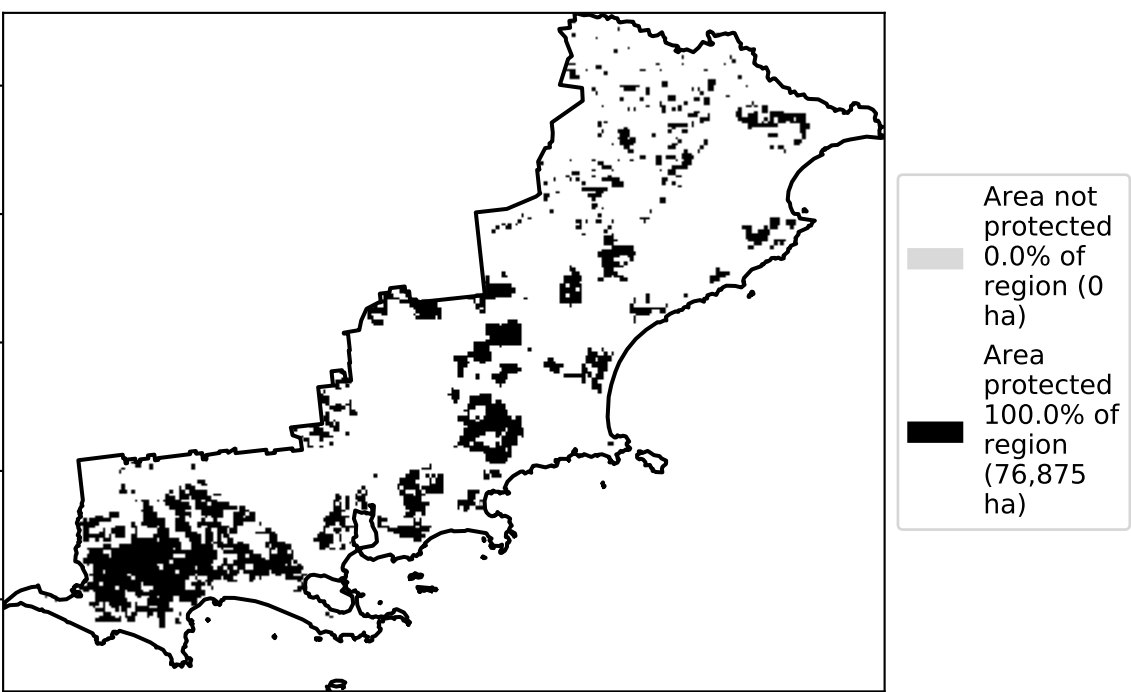 Area not
protected
0.0% of
region (0
ha)
Area
protected
100.0% of
region
(76,875
ha)